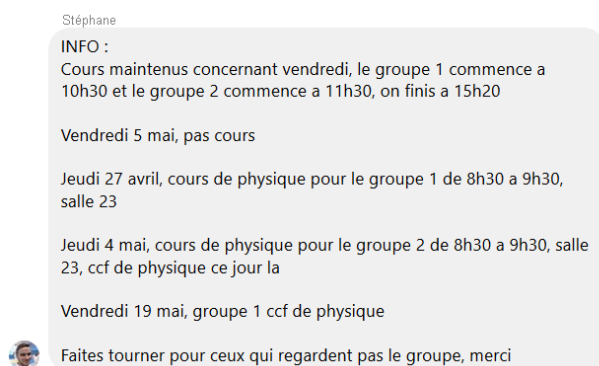 Stéphane
INFO :
Cours maintenus concernant vendredi, le groupe 1 commence a
10h30 et le groupe 2 commence a 11h30, on finis a 15h20
Vendredi 5 mai, pas cours
Jeudi 27 avril, cours de physique pour le groupe 1 de 8h30 a 9h30,
salle 23
Jeudi 4 mai, cours de physique pour le groupe 2 de 8h30 a 9h30, salle
23, ccf de physique ce jour la
Vendredi 19 mai, groupe 1 ccf de physique
Faites tourner pour ceux qui regardent pas le groupe, merci